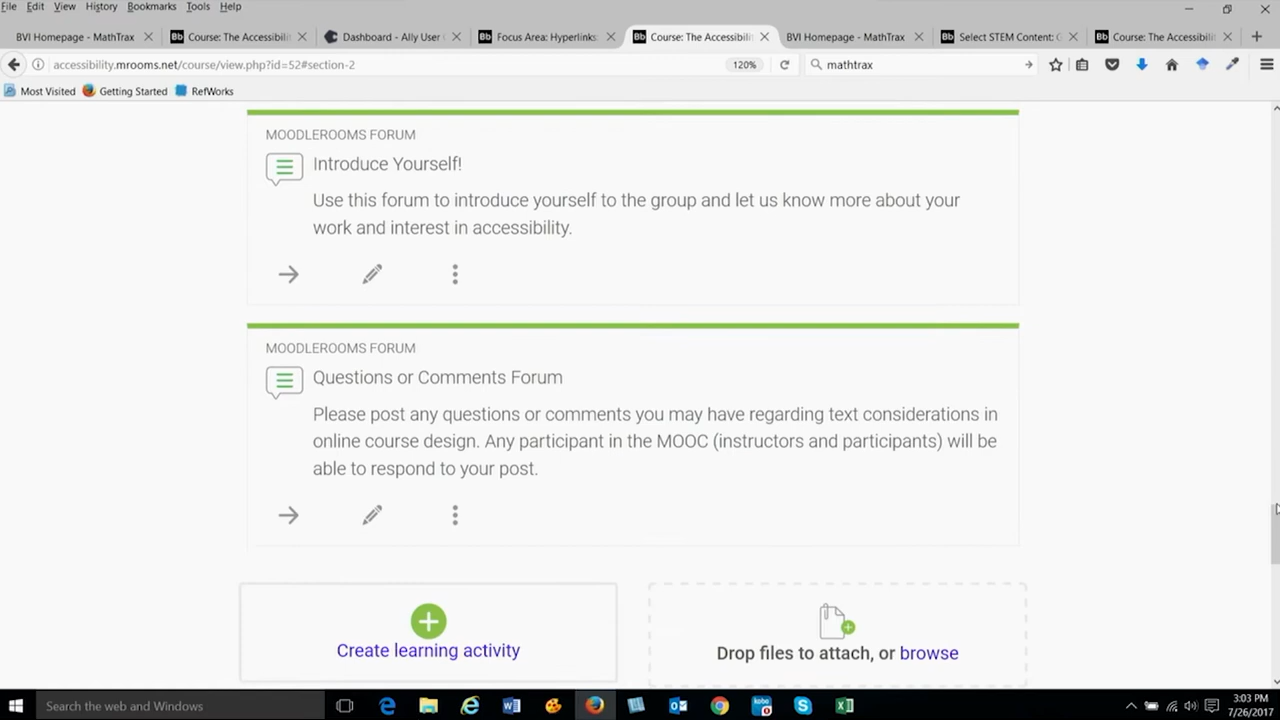 File Edit View History Bookmarks Tools Help
BVI Homepage - MathTrax
Bb Course: The Accessibili
Dashboard - Ally User
Bb Focus Area: Hyperlinks:
Bb Course: The Accessibili
BVI Homepage - MathTrax
Bb Select STEM Content:
Bb Course: The Accessibili
accessibility.mrooms.net/course/view.php?id=52#section-2 120% mathtrax
Most Visited Getting Started RefWorks
MOODLEROOMS FORUM
Introduce Yourself!
Use this forum to introduce yourself to the group and let us know more about your
work and interest in accessibility.
MOODLEROOMS FORUM
Questions or Comments Forum
Please post any questions or comments you may have regarding text considerations in
online course design. Any participant in the MOOC (instructors and participants) will be
able to respond to your post.
Create learning activity
Drop files to attach, or browse
Search the web and Windows
kobo
3:03 PM
7/26/2017